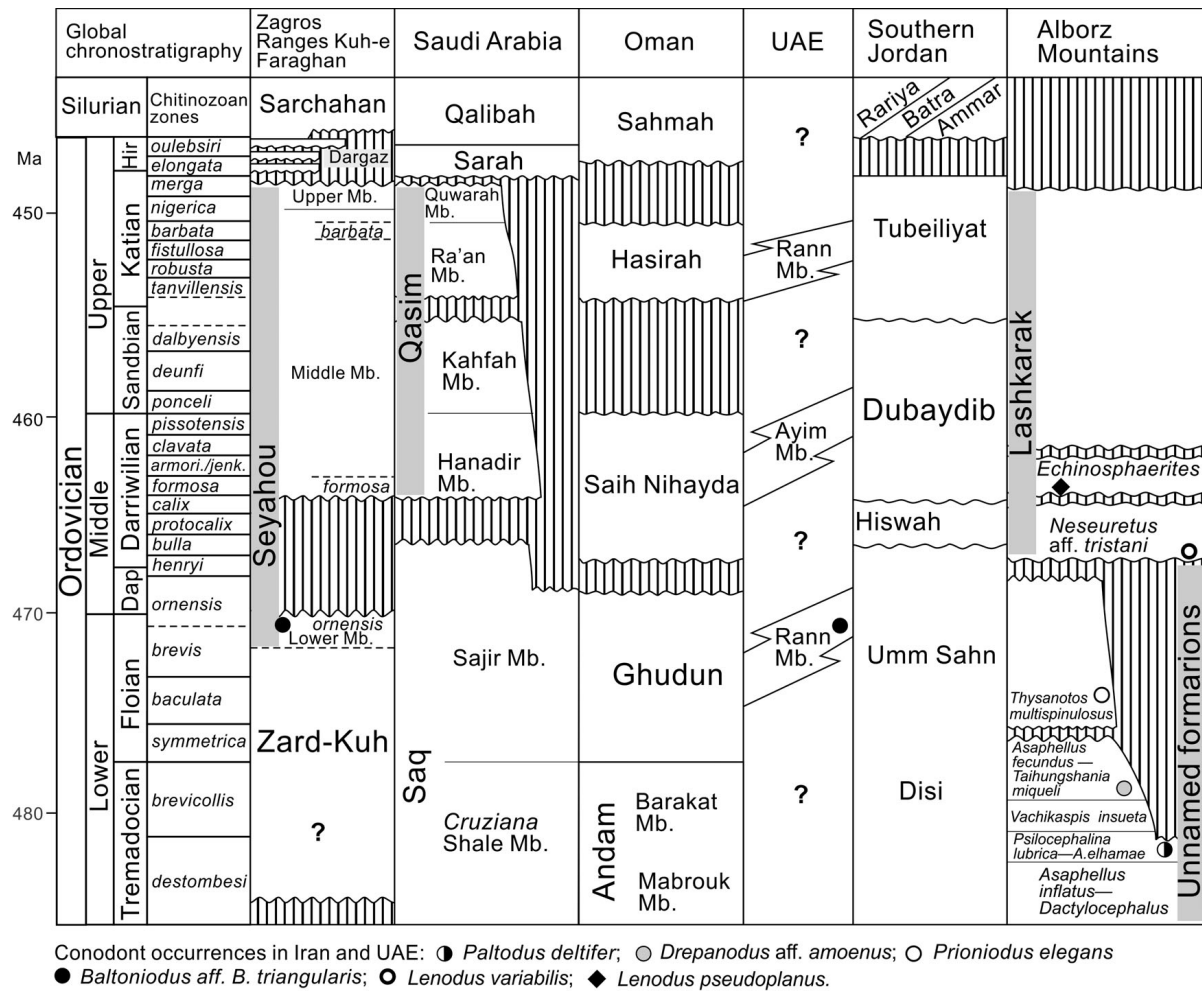 Global
chronostratigraphy
Zagros
Ranges Kuh-e
Faraghan
Saudi Arabia
Oman
UAE
Southern
Jordan
Alborz
Mountains
Silurian
Chitinozoan
zones
Sarchahan
Qalibah
Sahmah
?
Rariya
Batra
Ammar
Ma
450
460
470
480
Ordovician
Upper
Middle
Lower
Hir
Katian
Sandbian
Darriwilian
Dap
Floian
Tremadocian
oulebsiri
elongata
merga
nigerica
barbata
fistullosa
robusta
tanvillensis
dalbyensis
deunfi
ponceli
pissotensis
clavata
armori./jenk.
formosa
calix
protocalix
bulla
henryi
ornensis
brevis
baculata
symmetrica
brevicollis
destombesi
Seyahou
Dargaz
Upper Mb.
barbata
Middle Mb.
formosa
ornensis
Lower Mb.
Zard-Kuh
?
Sarah
Qasim
Quwarah
Mb.
Ra'an
Mb.
Kahfah
Mb.
Hanadir
Mb.
Sajir Mb.
Saq
Cruziana
Shale Mb.
Hasirah
Saih Nihayda
Ghudun
Andam
Barakat
Mb.
Mabrouk
Mb.
Rann
Mb.
?
Ayim
Mb.
?
Rann
Mb.
?
Tubeiliyat
Dubaydib
Hiswah
Umm Sahn
Disi
Lashkarak
Echinosphaerites
Neseuretus
aff. tristani
Unnamed formarions
Thysanotos
multispinulosus
Asaphellus
fecundus —
Taihungshania
miqueli
Vachikaspis insueta
Psilocephalina
lubrica—A.elhamae
Asaphellus
inflatus—
Dactylocephalus
Conodont occurrences in Iran and UAE: Paltodus deltifer; Drepanodus aff. amoenus; Prioniodus elegans
Baltoniodus aff. B. triangularis; Lenodus variabilis; Lenodus pseudoplanus.